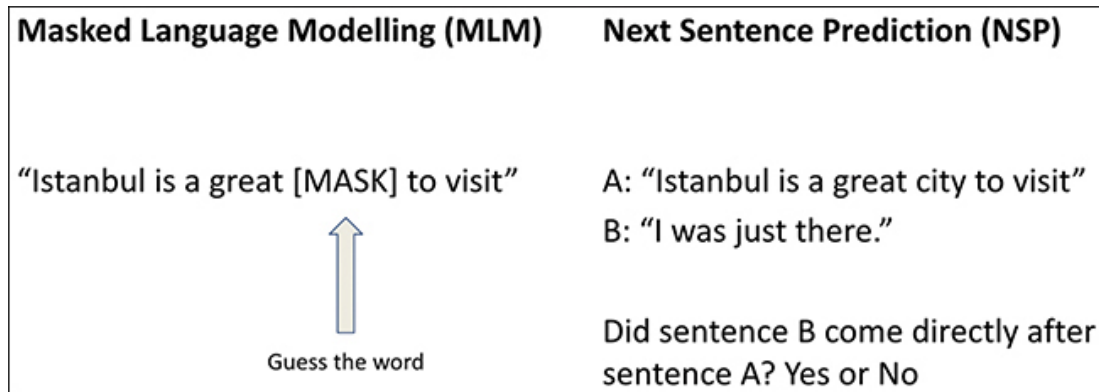 Masked Language Modelling (MLM)
“Istanbul is a great [MASK] to visit”
Guess the word
Next Sentence Prediction (NSP)
A: “Istanbul is a great city to visit”
B: “I was just there.”
Did sentence B come directly after
sentence A? Yes or No